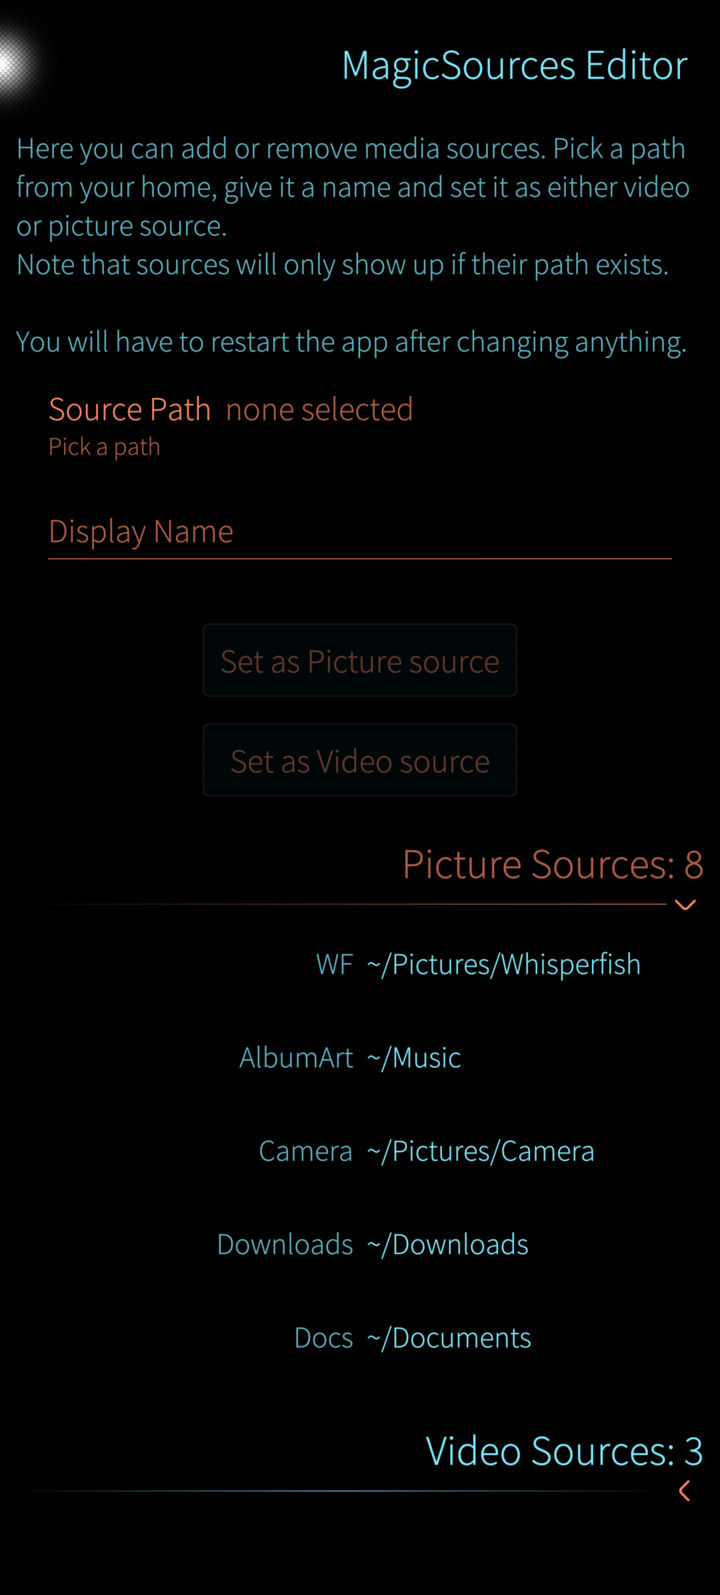 MagicSources Editor
Here you can add or remove media sources. Pick a path
from your home, give it a name and set it as either video
or picture source.
Note that sources will only show up if their path exists.
You will have to restart the app after changing anything.
Source Path none selected
Pick a path
Display Name
Set as Picture source
Set as Video source
Picture Sources: 8
WF ~/Pictures/Whisperfish
AlbumArt ~/Music
Camera ~/Pictures/Camera
Downloads ~/Downloads
Docs ~/Documents
Video Sources: 3